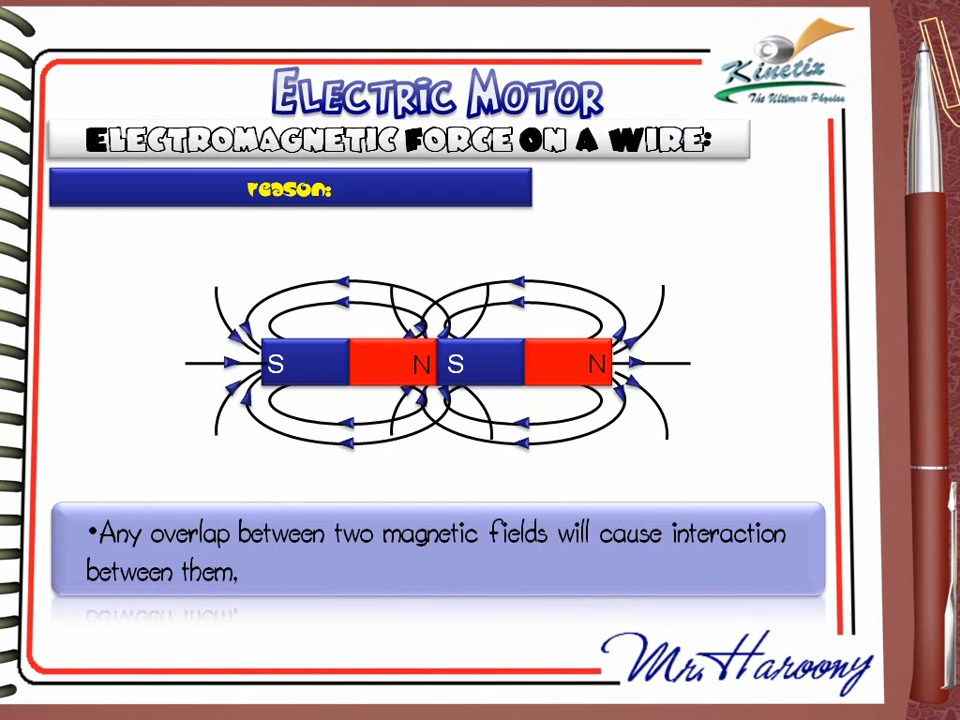 Electric Motor
Kinetix
The Ultimate Physics
Electromagnetic Force on a Wire:
reason:
S N S N
•Any overlap between two magnetic fields will cause interaction
between them,
Mr. Haroony